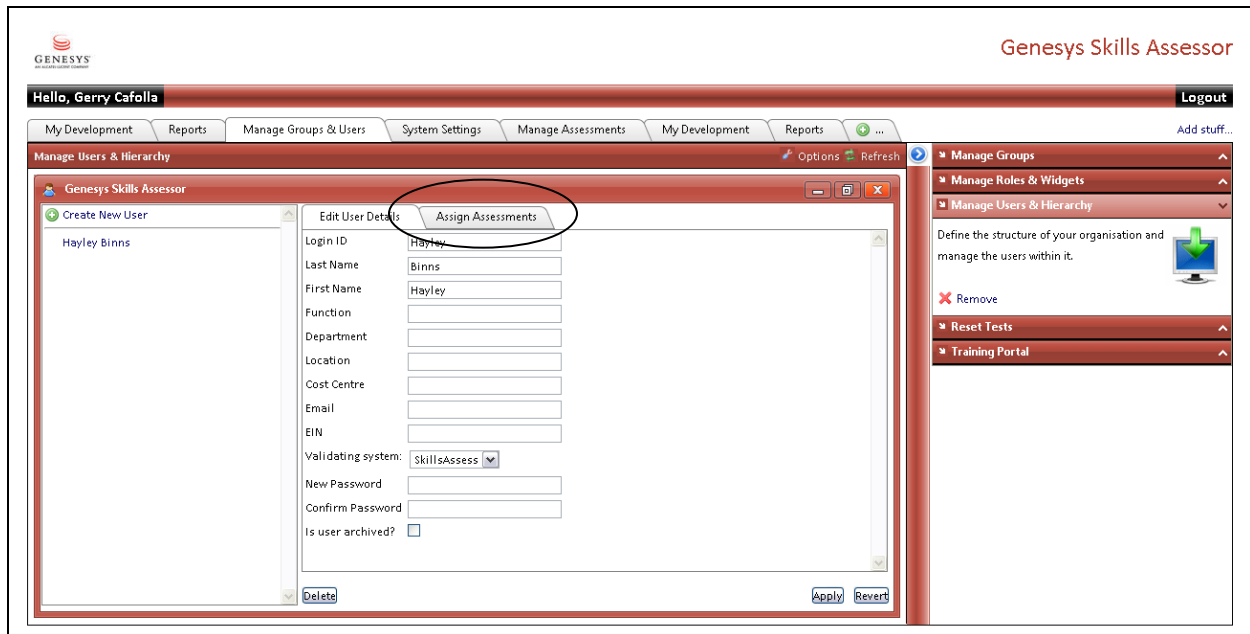 GENESYS
AN ALCATEL-LUCENT COMPANY
Genesys Skills Assessor
Hello, Gerry Cafolla
Logout
My Development
Reports
Manage Groups & Users
System Settings
Manage Assessments
My Development
Reports
...
Add stuff...
Manage Users & Hierarchy
Options
Refresh
Genesys Skills Assessor
Create New User
Hayley Binns
Edit User Details
Assign Assessments
Login ID Hayley
Last Name Binns
First Name Hayley
Function
Department
Location
Cost Centre
Email
EIN
Validating system: SkillsAssess
New Password
Confirm Password
Is user archived?
Delete
Apply
Revert
Manage Groups
Manage Roles & Widgets
Manage Users & Hierarchy
Define the structure of your organisation and
manage the users within it.
Remove
Reset Tests
Training Portal